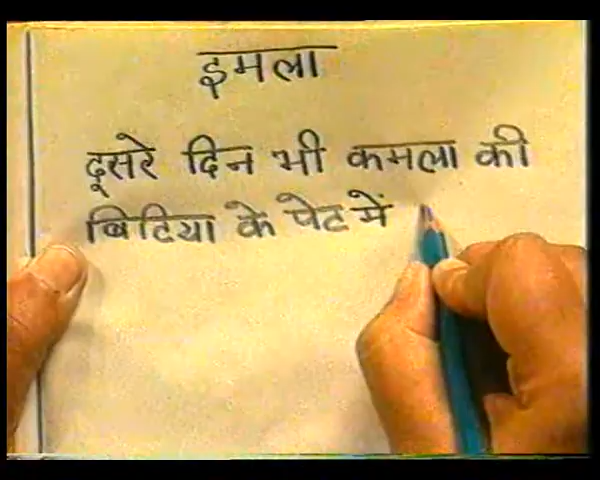 इमला
दूसरे दिन भी कमला की
बिटिया के पेट में